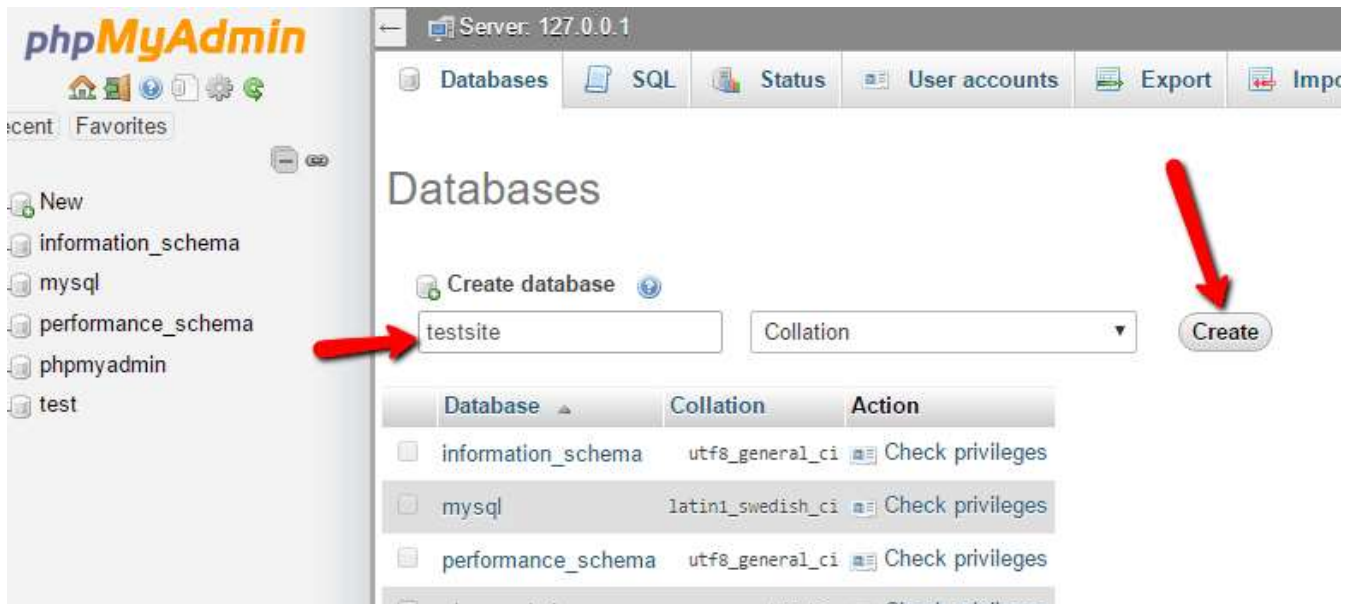 phpMyAdmin
Server: 127.0.0.1
Databases SQL Status User accounts Export Impo
ecent Favorites
New
information_schema
mysql
performance_schema
phpmyadmin
test
Databases
Create database
testsite Collation Create
Database Collation Action
information_schema utf8_general_ci Check privileges
mysql latin1_swedish_ci Check privileges
performance_schema utf8_general_ci Check privileges